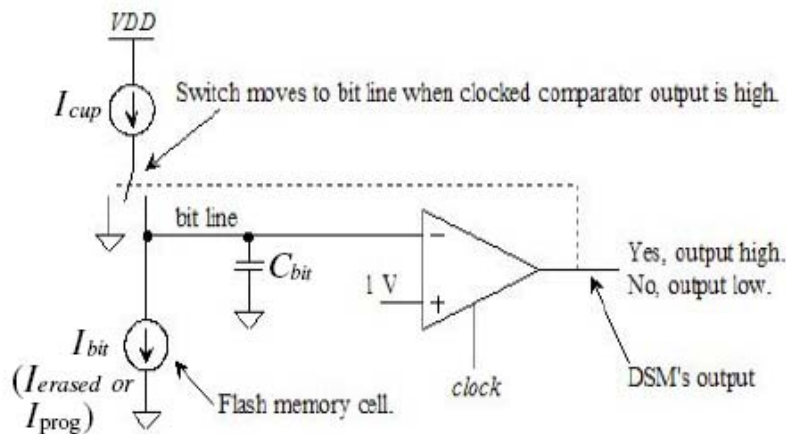 VDD
I cup
Switch moves to bit line when clocked comparator output is high.
bit line
Cbit
1 V
−
+
Yes, output high.
No, output low.
Ibit
(Ierased or
Iprog)
Flash memory cell.
clock
DSM's output